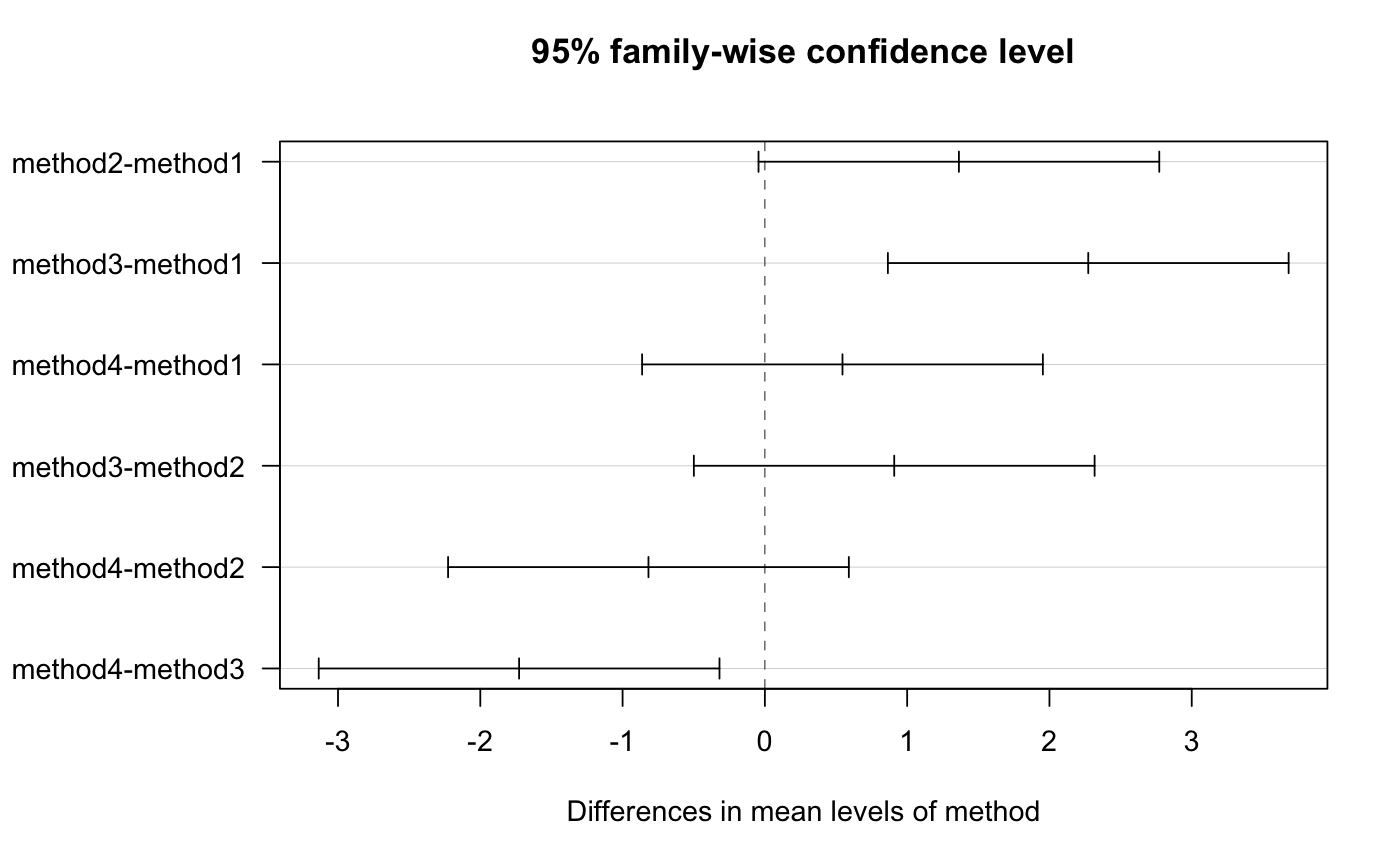 95% family-wise confidence level
method2-method1
method3-method1
method4-method1
method3-method2
method4-method2
method4-method3
-3 -2 -1 0 1 2 3
Differences in mean levels of method